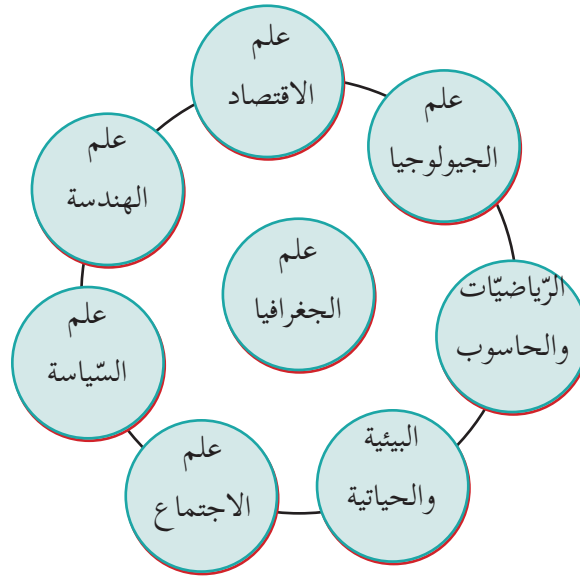 علم
الاقتصاد
علم
الجيولوجيا
علم
الهندسة
علم
الجغرافيا
الرّياضيّات
والحاسوب
علم
السّياسة
البيئية
والحياتية
علم
الاجتماع